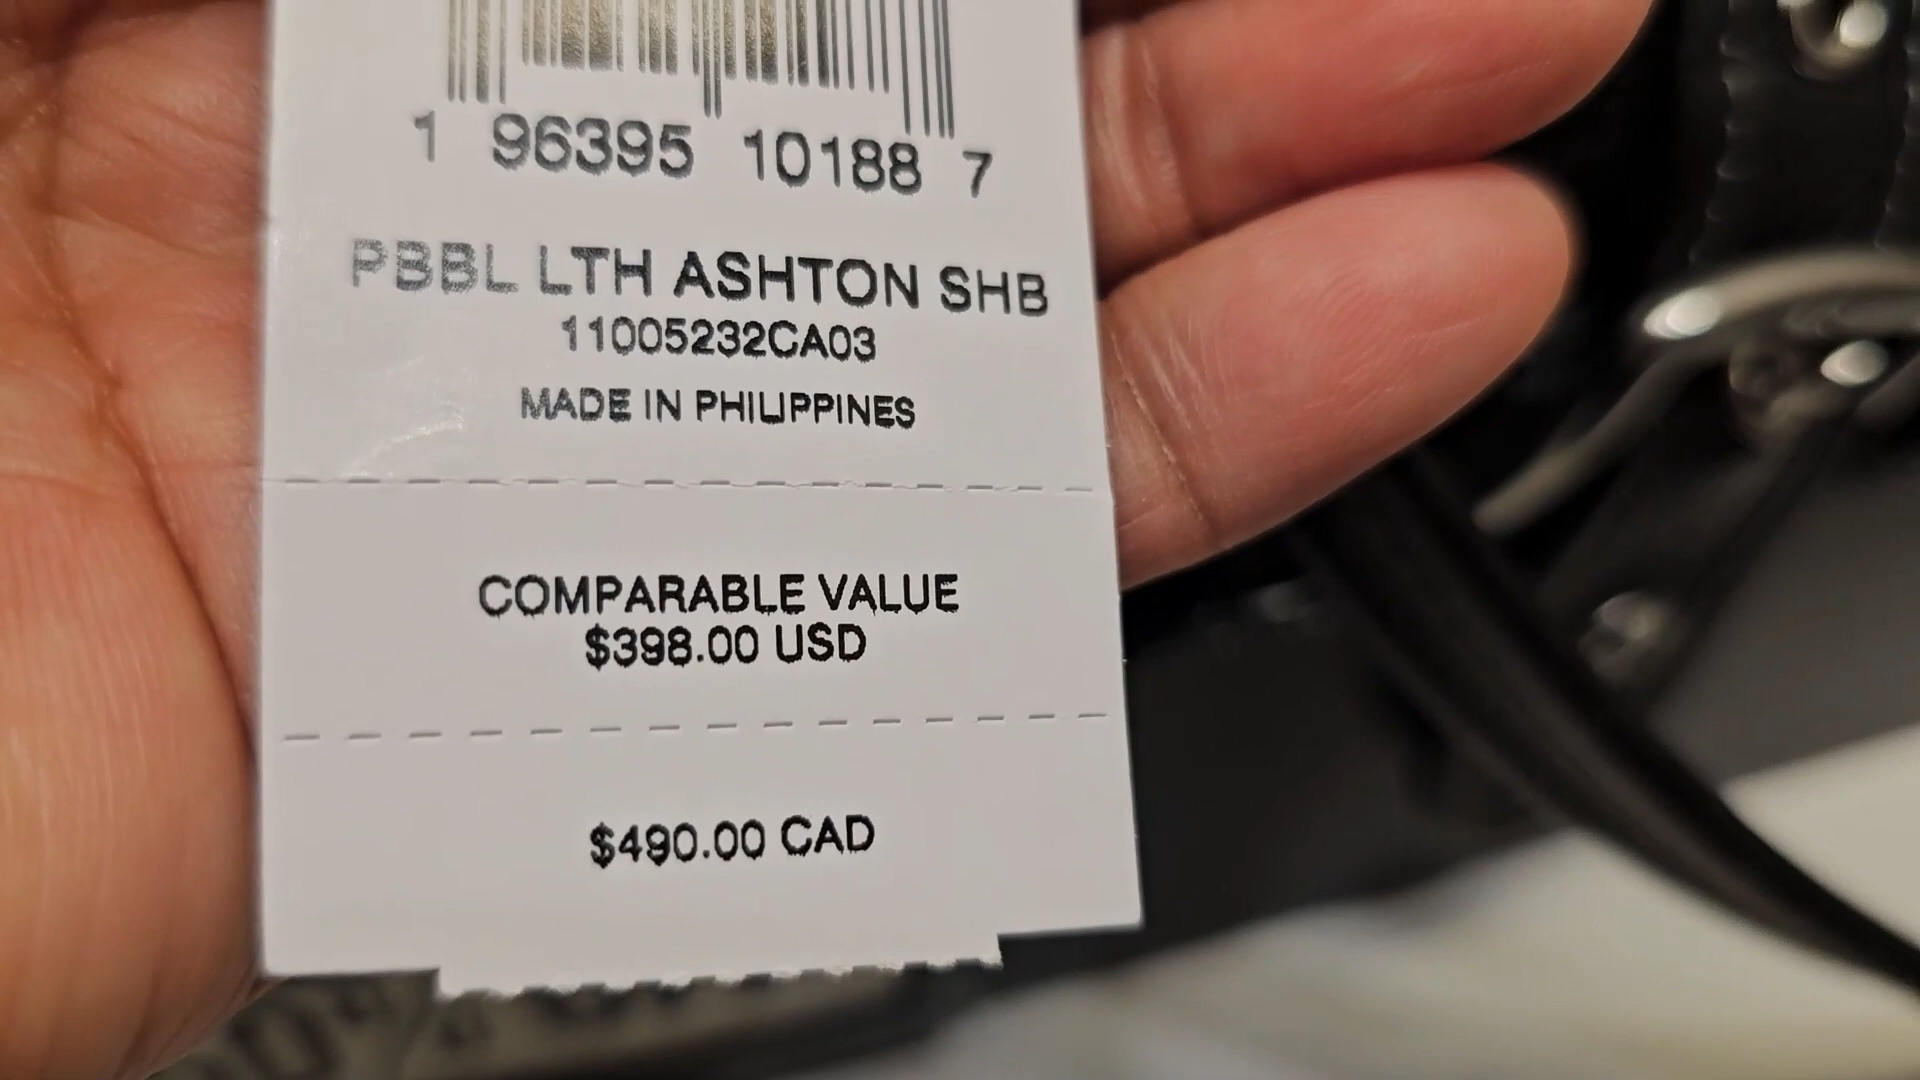 1 96395 10188 7
PBBL LTH ASHTON SHB
11005232CA03
MADE IN PHILIPPINES
COMPARABLE VALUE
$398.00 USD
$490.00 CAD